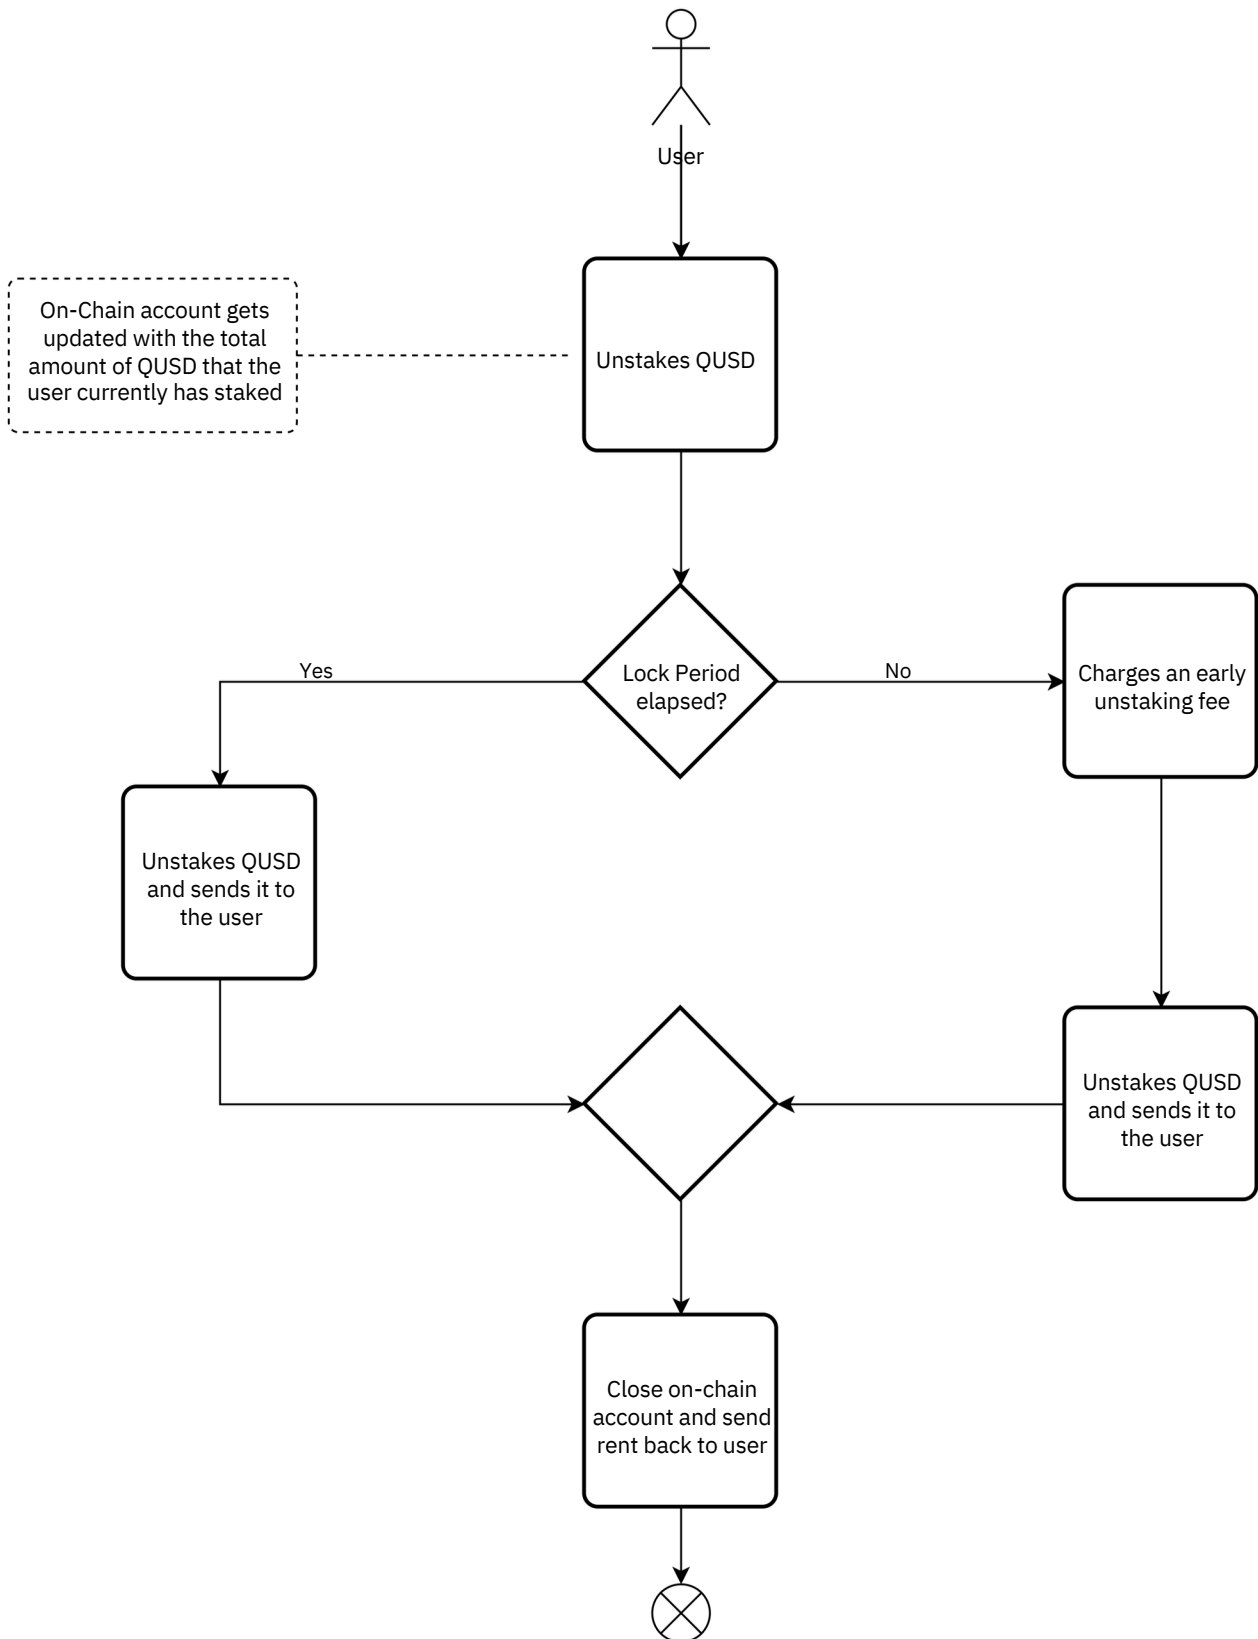 User
On-Chain account gets
updated with the total
amount of QUSD that the
user currently has staked
Unstakes QUSD
Yes
Lock Period
elapsed?
No
Charges an early
unstaking fee
Unstakes QUSD
and sends it to
the user
Unstakes QUSD
and sends it to
the user
Close on-chain
account and send
rent back to user